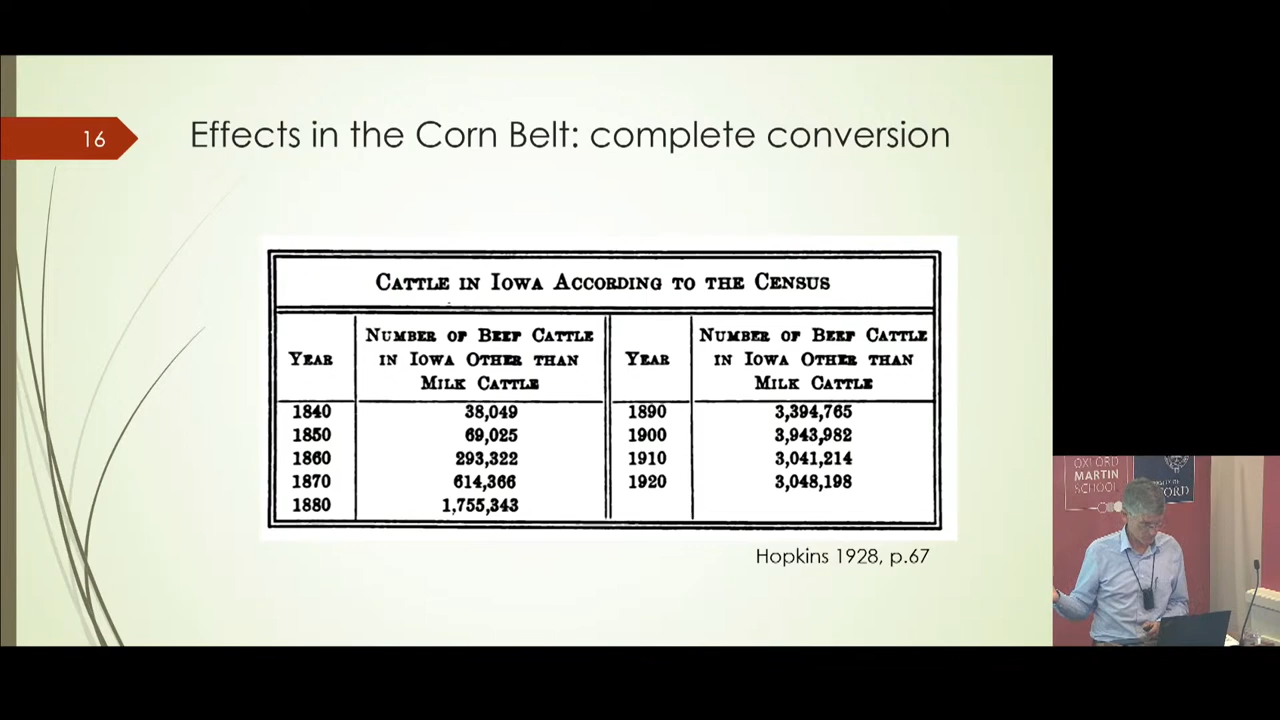 16
Effects in the Corn Belt: complete conversion
CATTLE IN IOWA ACCORDING TO THE CENSUS
YEAR
NUMBER OF BEEF CATTLE
IN IOWA OTHER THAN
MILK CATTLE
YEAR
NUMBER OF BEEF CATTLE
IN IOWA OTHER THAN
MILK CATTLE
1840 38,049 1890 3,394,765
1850 69,025 1900 3,943,982
1860 293,322 1910 3,041,214
1870 614,366 1920 3,048,198
1880 1,755,343
Hopkins 1928, p.67
OXFORD
MARTIN
SCHOOL